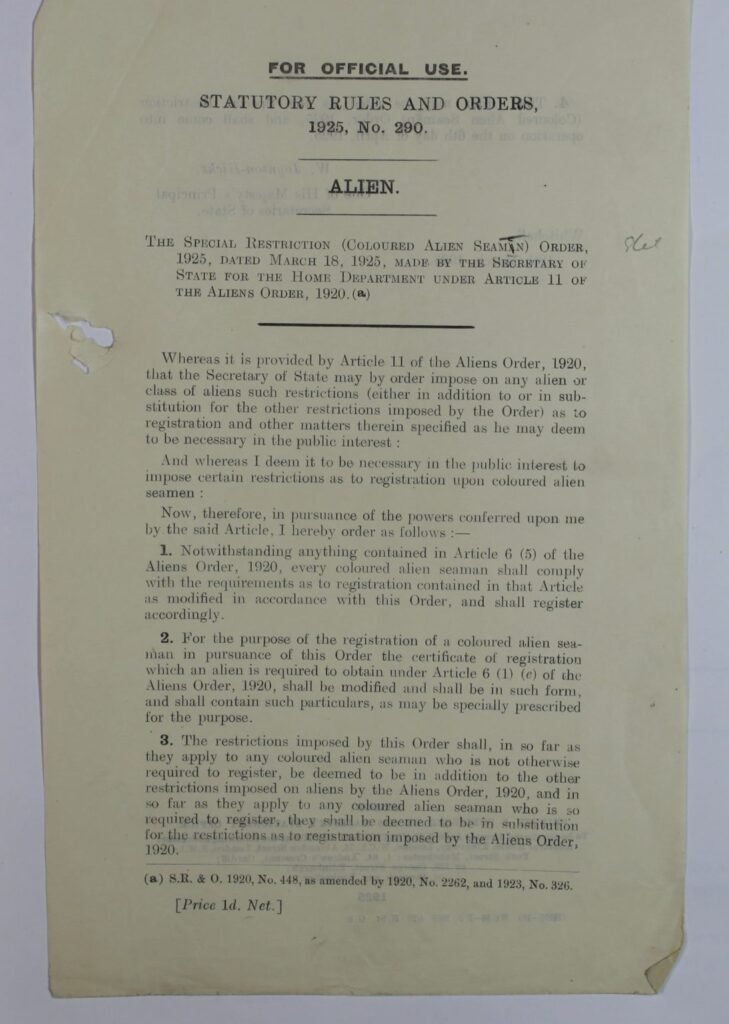 FOR OFFICIAL USE.
STATUTORY RULES AND ORDERS,
1925, No. 290.
ALIEN.
The Special Restriction (Coloured Alien Seamen) Order,
1925, dated March 18, 1925, made by the Secretary of
State for the Home Department under Article 11 of
the Aliens Order, 1920.(a)
Whereas it is provided by Article 11 of the Aliens Order, 1920,
that the Secretary of State may by order impose on any alien or
class of aliens such restrictions (either in addition to or in sub-
stitution for the other restrictions imposed by the Order) as to
registration and other matters therein specified as he may deem
to be necessary in the public interest :
And whereas I deem it to be necessary in the public interest to
impose certain restrictions as to registration upon coloured alien
seamen :
Now, therefore, in pursuance of the powers conferred upon me
by the said Article, I hereby order as follows :—
1. Notwithstanding anything contained in Article 6 (5) of the
Aliens Order, 1920, every coloured alien seaman shall comply
with the requirements as to registration contained in that Article
as modified in accordance with this Order, and shall register
accordingly.
2. For the purpose of the registration of a coloured alien sea-
man in pursuance of this Order the certificate of registration
which an alien is required to obtain under Article 6 (1) (c) of the
Aliens Order, 1920, shall be modified and shall be in such form,
and shall contain such particulars, as may be specially prescribed
for the purpose.
3. The restrictions imposed by this Order shall, in so far as
they apply to any coloured alien seaman who is not otherwise
required to register, be deemed to be in addition to the other
restrictions imposed on aliens by the Aliens Order, 1920, and in
so far as they apply to any coloured alien seaman who is so
required to register, they shall be deemed to be in substitution
for the restrictions as to registration imposed by the Aliens Order,
1920.
(a) S.R. & O. 1920, No. 448, as amended by 1920, No. 2262, and 1923, No. 326.
[Price 1d. Net.]